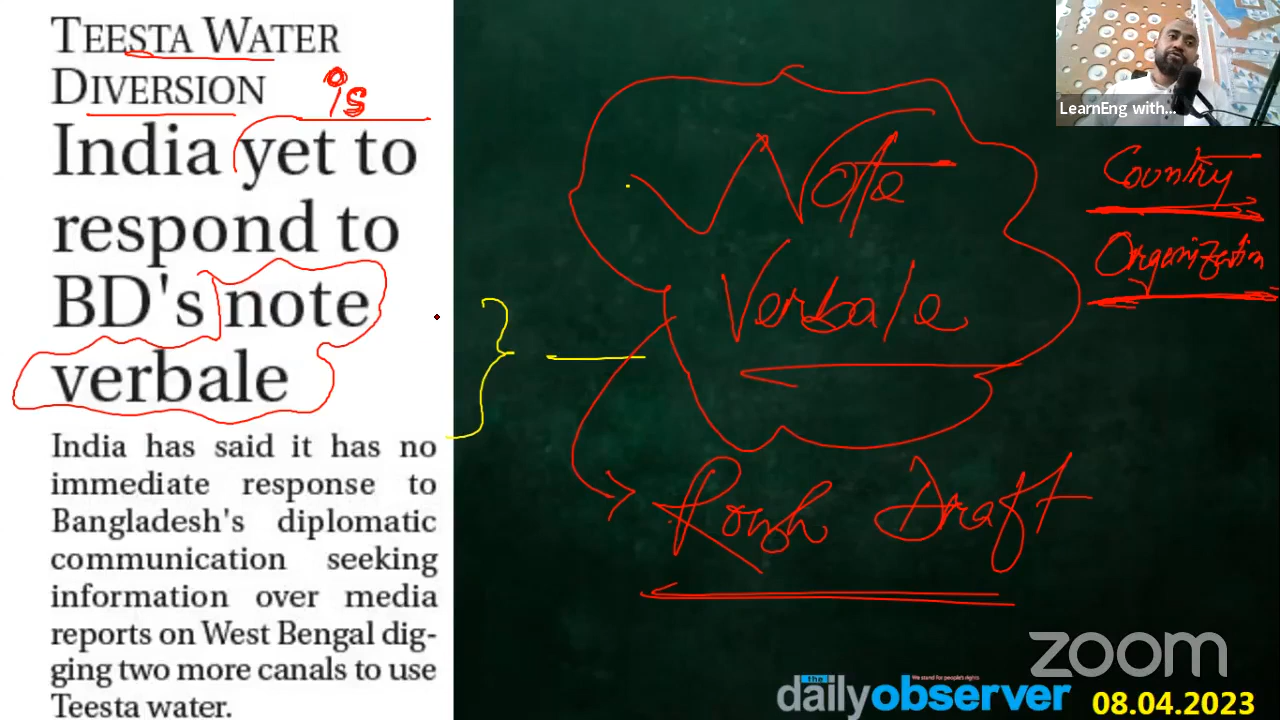 TEESTA WATER
DIVERSION
is
India yet to
respond to
BD's note
verbale
India has said it has no
immediate response to
Bangladesh's diplomatic
communication seeking
information over media
reports on West Bengal dig-
ging two more canals to use
Teesta water.
Note
Verbale
Rough Draft
LearnEng with...
Country
Organization
zoom
the
We stand for people's rights
dailyobserver
08.04.2023